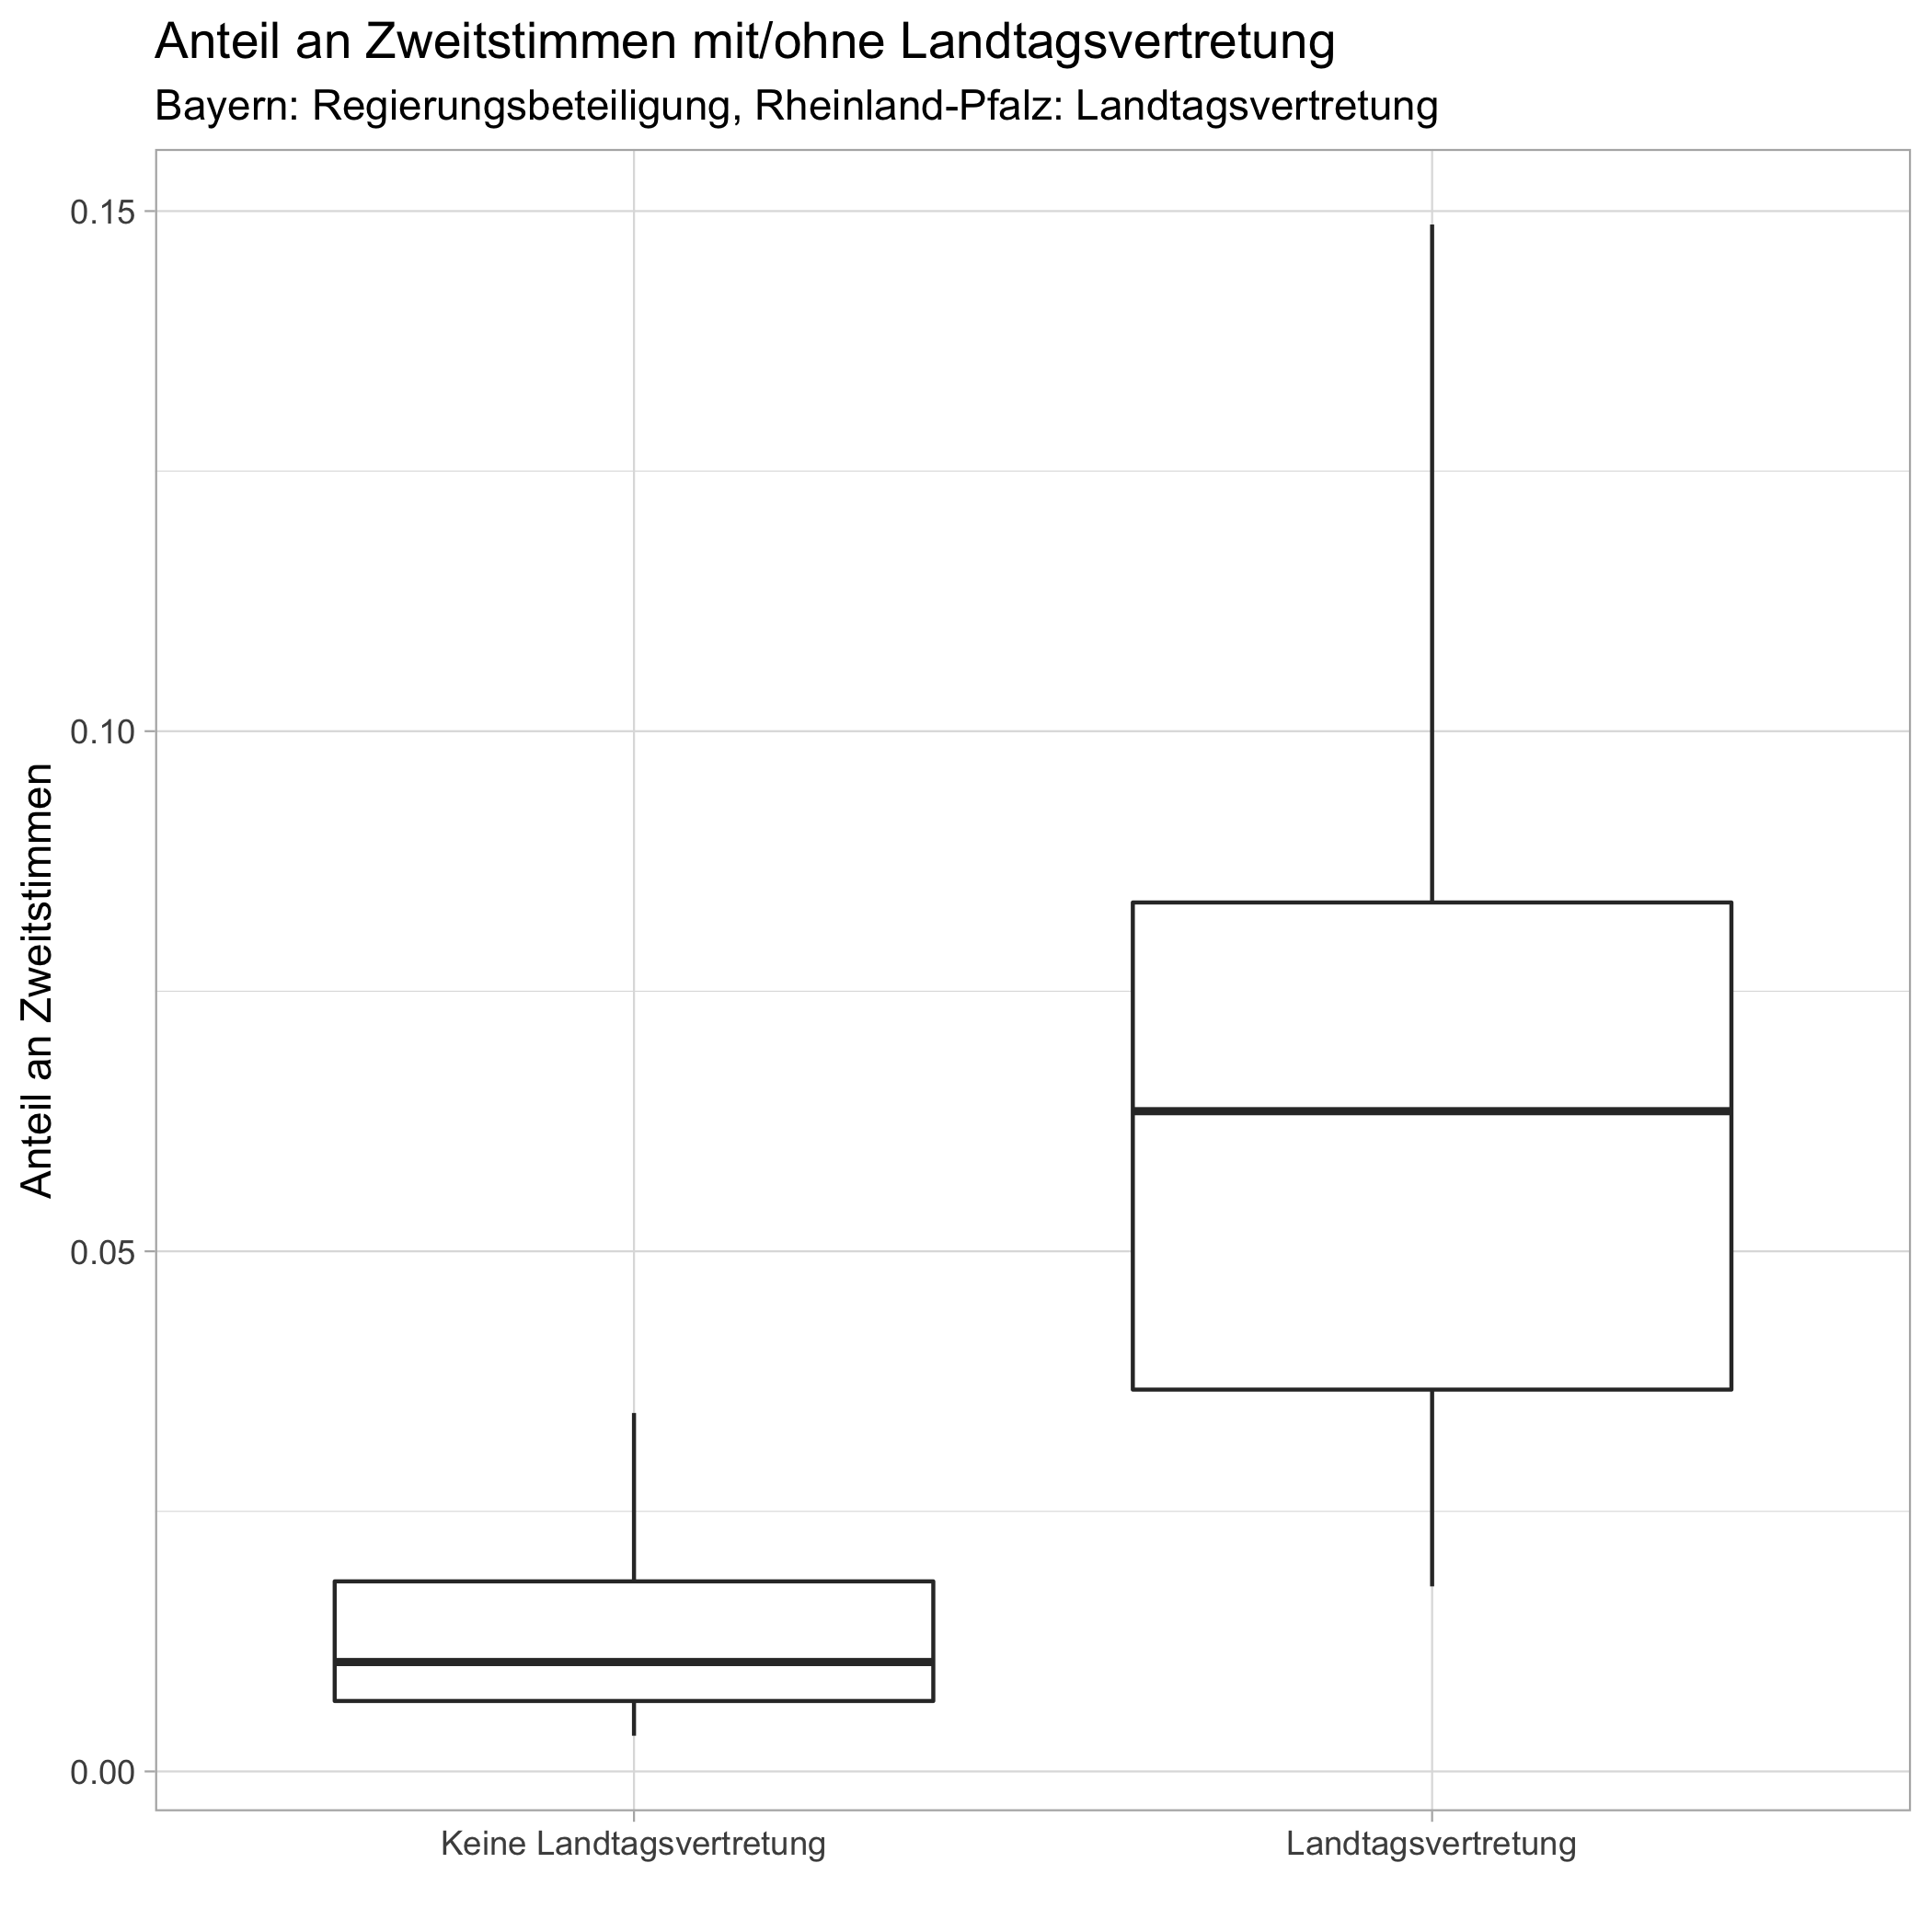 Anteil an Zweitstimmen mit/ohne Landtagsvertretung
Bayern: Regierungsbeteiligung, Rheinland-Pfalz: Landtagsvertretung
0.15
0.10
0.05
0.00
Anteil an Zweitstimmen
Keine Landtagsvertretung
Landtagsvertretung